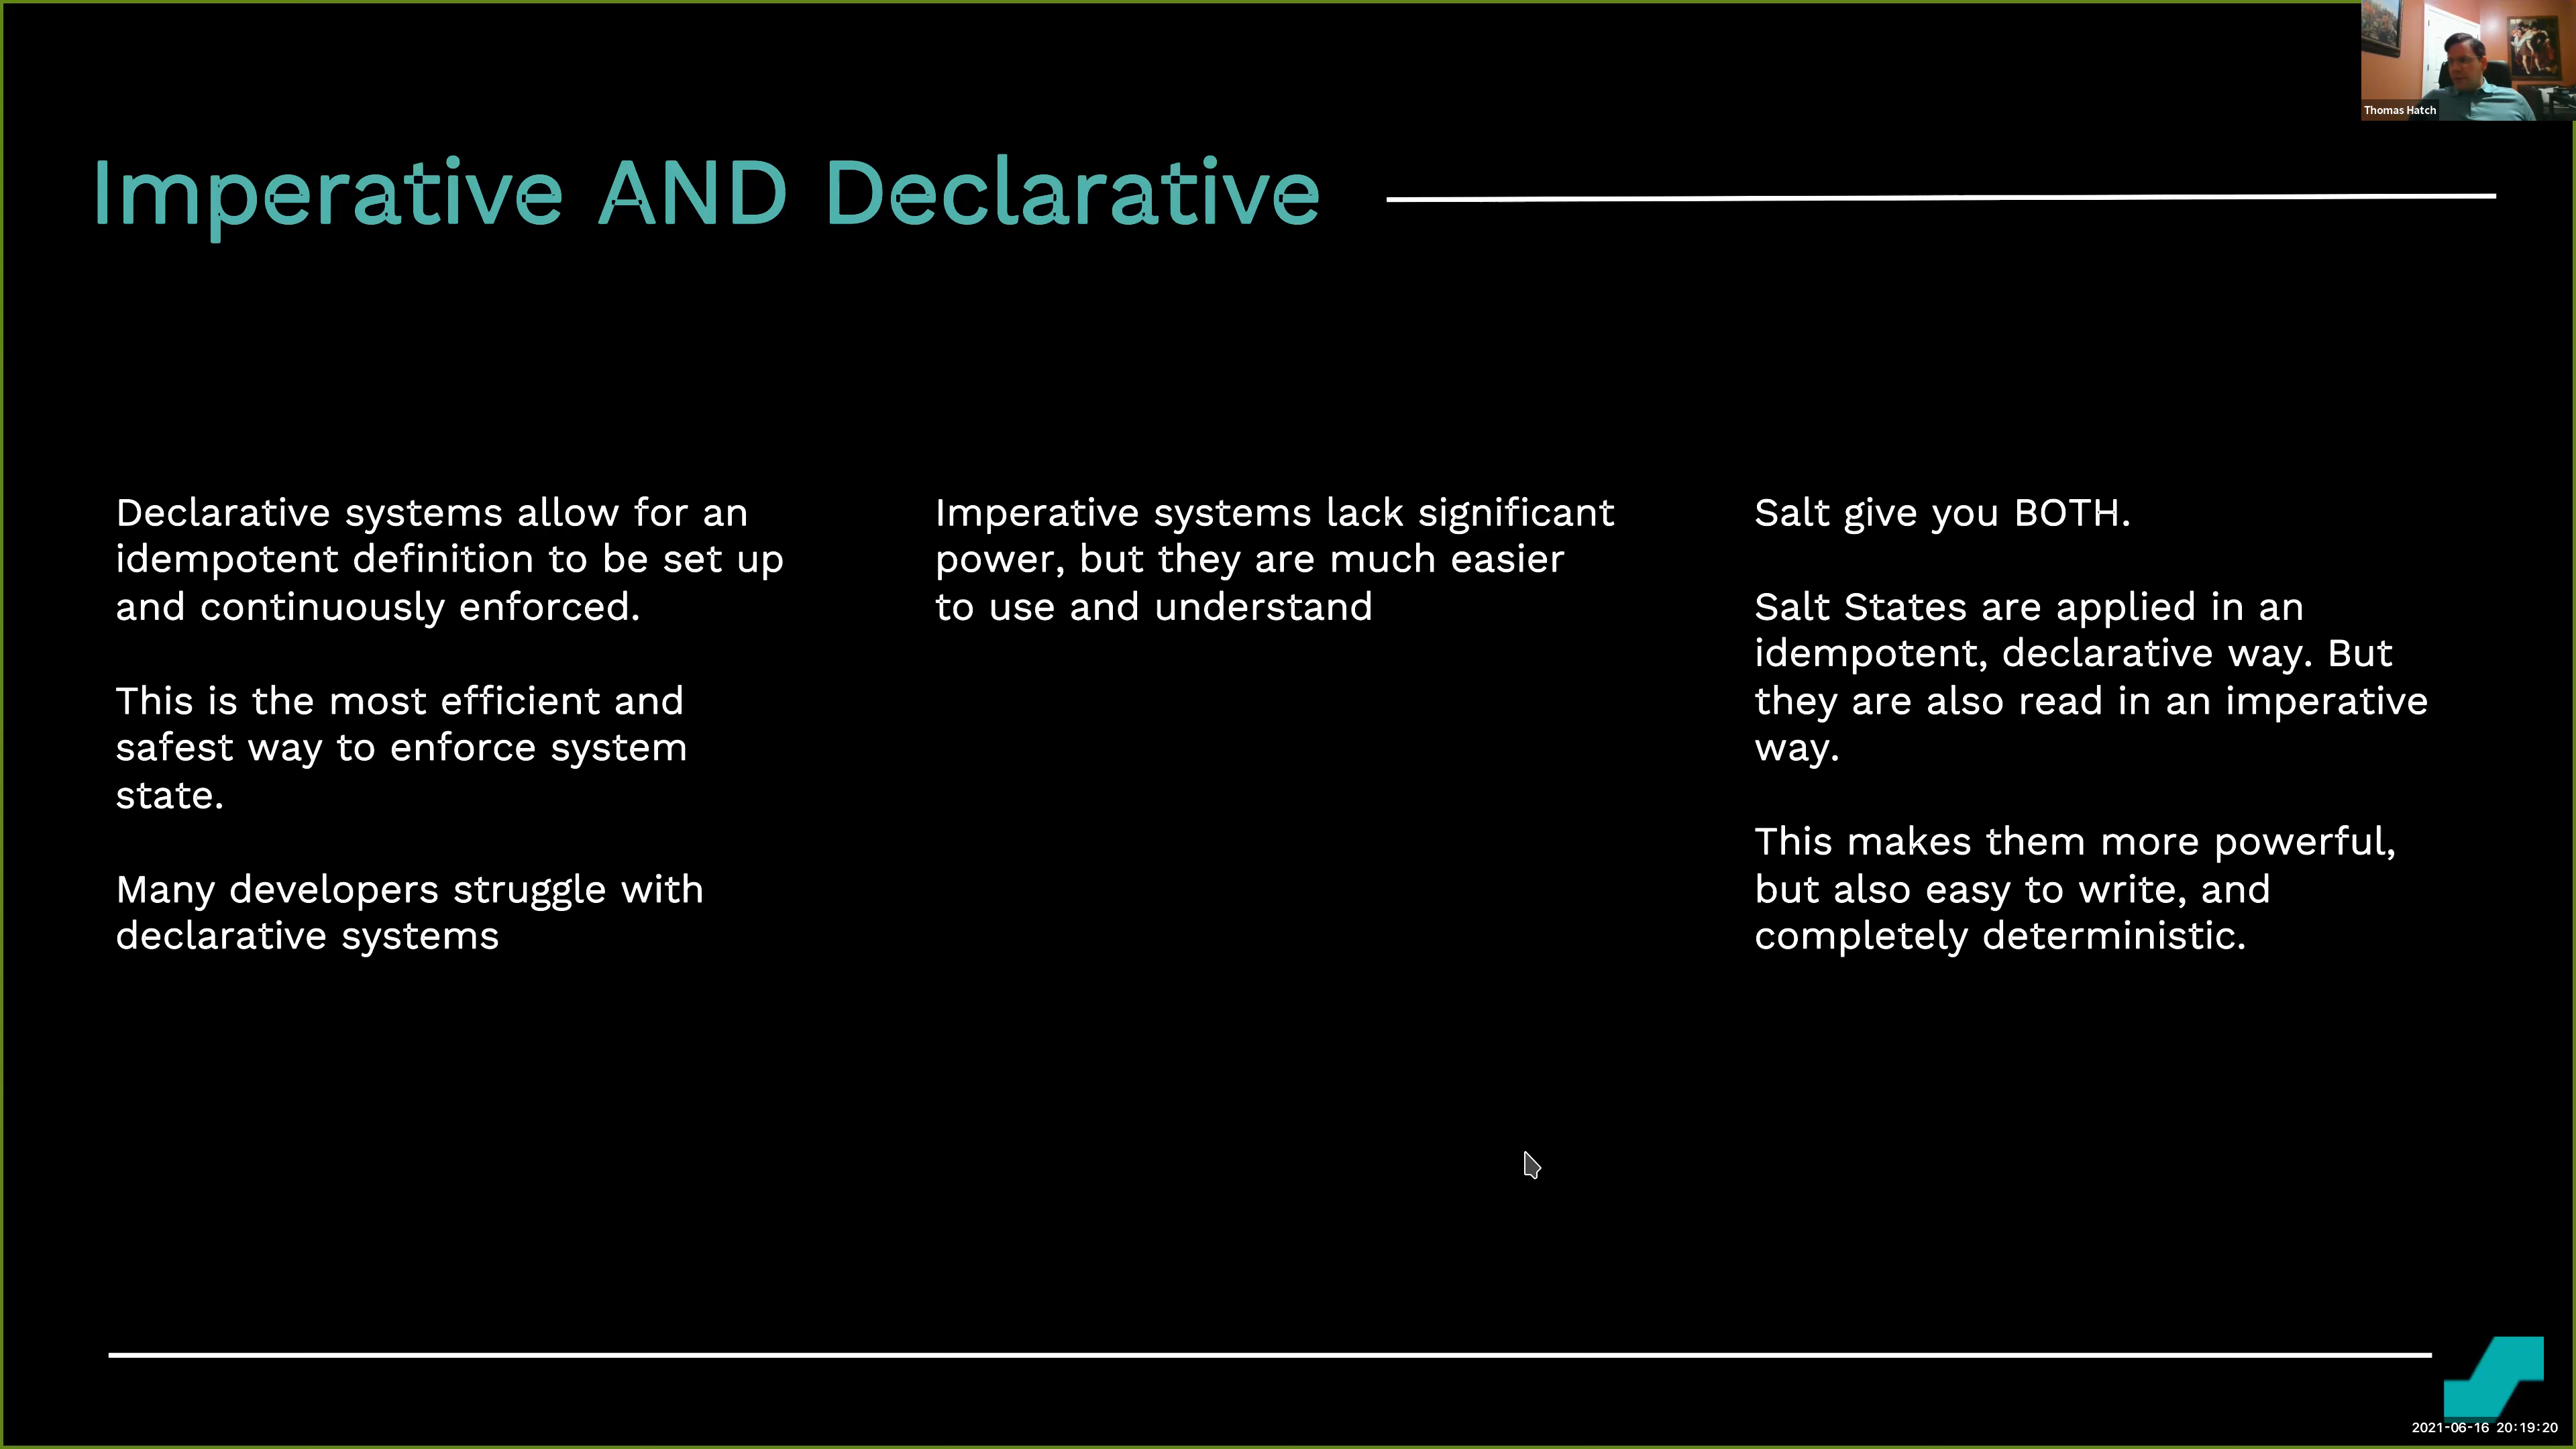 Thomas Hatch
Imperative AND Declarative
Declarative systems allow for an
idempotent definition to be set up
and continuously enforced.
This is the most efficient and
safest way to enforce system
state.
Many developers struggle with
declarative systems
Imperative systems lack significant
power, but they are much easier
to use and understand
Salt give you BOTH.
Salt States are applied in an
idempotent, declarative way. But
they are also read in an imperative
way.
This makes them more powerful,
but also easy to write, and
completely deterministic.
2021-06-16 20:19:20